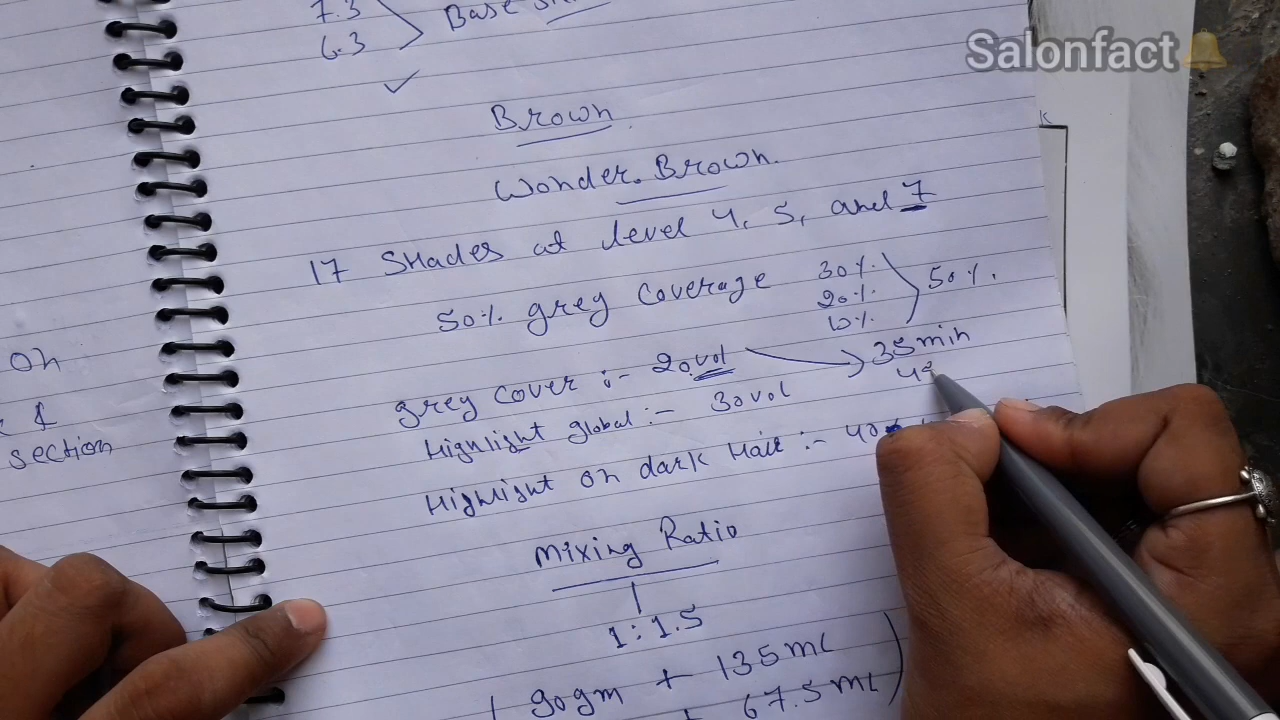 7.3
6.3
Base
Salonfact
Brown
Wonder. Brown.
17 Shades at level 4, 5, and 7
50% grey coverage 30% 50%.
20%
10%
grey cover :- 20vol 35min
Highlight global :- 30vol
Highlight on dark Hair :- 40
on
section
Mixing Ratio
1 : 1.5
90gm + 135ml
67.5ml